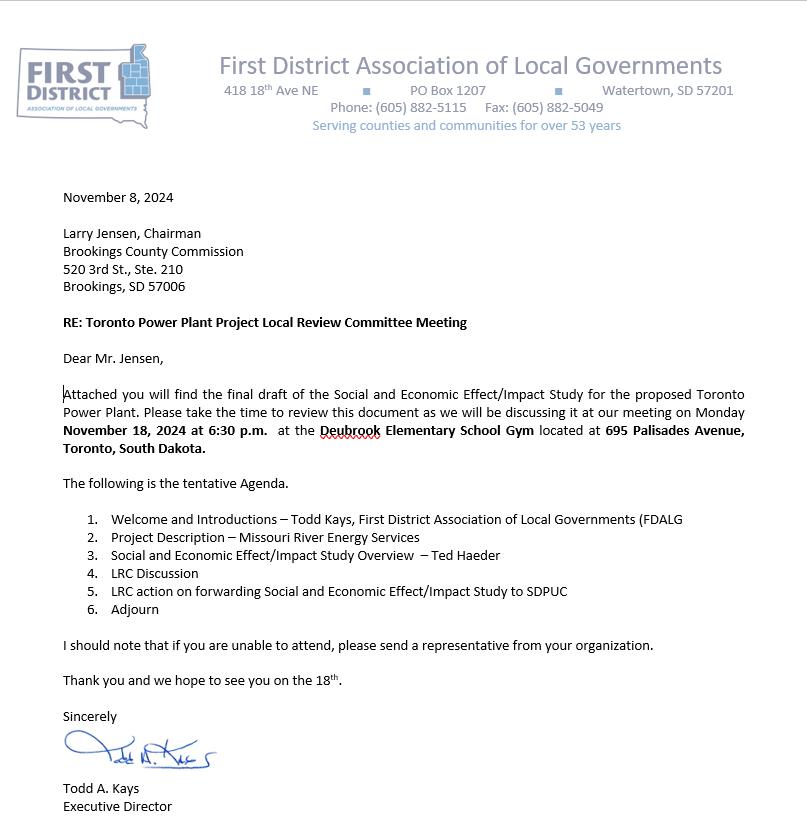 FIRST
DISTRICT
ASSOCIATION OF LOCAL GOVERNMENTS
First District Association of Local Governments
418 18th Ave NE ■ PO Box 1207 ■ Watertown, SD 57201
Phone: (605) 882-5115 Fax: (605) 882-5049
Serving counties and communities for over 53 years
November 8, 2024
Larry Jensen, Chairman
Brookings County Commission
520 3rd St., Ste. 210
Brookings, SD 57006
RE: Toronto Power Plant Project Local Review Committee Meeting
Dear Mr. Jensen,
Attached you will find the final draft of the Social and Economic Effect/Impact Study for the proposed Toronto
Power Plant. Please take the time to review this document as we will be discussing it at our meeting on Monday
November 18, 2024 at 6:30 p.m. at the Deubrook Elementary School Gym located at 695 Palisades Avenue,
Toronto, South Dakota.
The following is the tentative Agenda.
1. Welcome and Introductions – Todd Kays, First District Association of Local Governments (FDALG
2. Project Description – Missouri River Energy Services
3. Social and Economic Effect/Impact Study Overview – Ted Haeder
4. LRC Discussion
5. LRC action on forwarding Social and Economic Effect/Impact Study to SDPUC
6. Adjourn
I should note that if you are unable to attend, please send a representative from your organization.
Thank you and we hope to see you on the 18th.
Sincerely
Todd A. Kays
Todd A. Kays
Executive Director